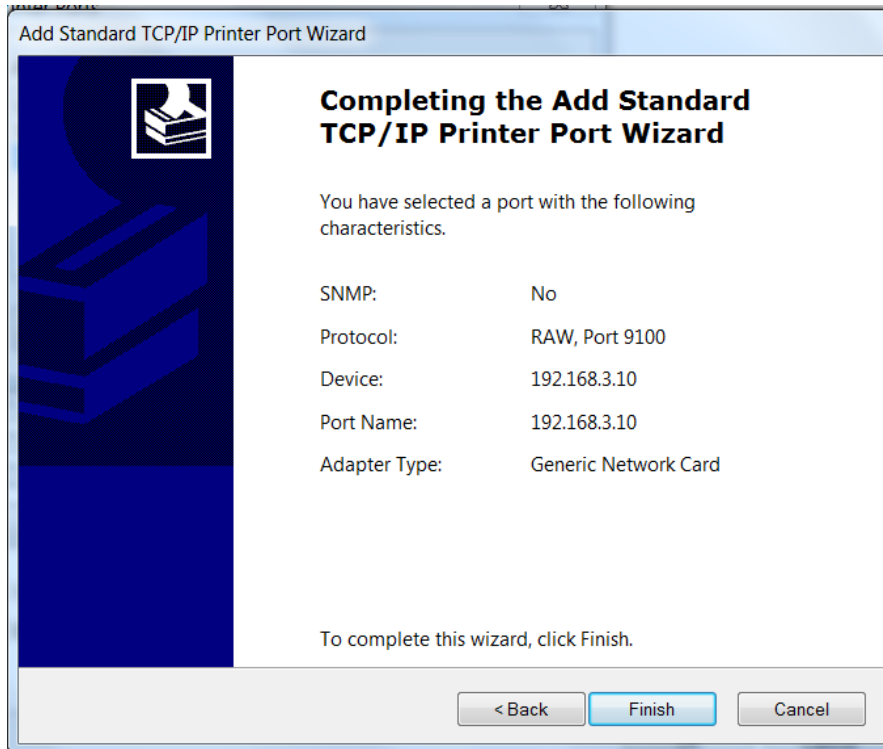 Add Standard TCP/IP Printer Port Wizard
Completing the Add Standard
TCP/IP Printer Port Wizard
You have selected a port with the following
characteristics.
SNMP: No
Protocol: RAW, Port 9100
Device: 192.168.3.10
Port Name: 192.168.3.10
Adapter Type: Generic Network Card
To complete this wizard, click Finish.
< Back Finish Cancel